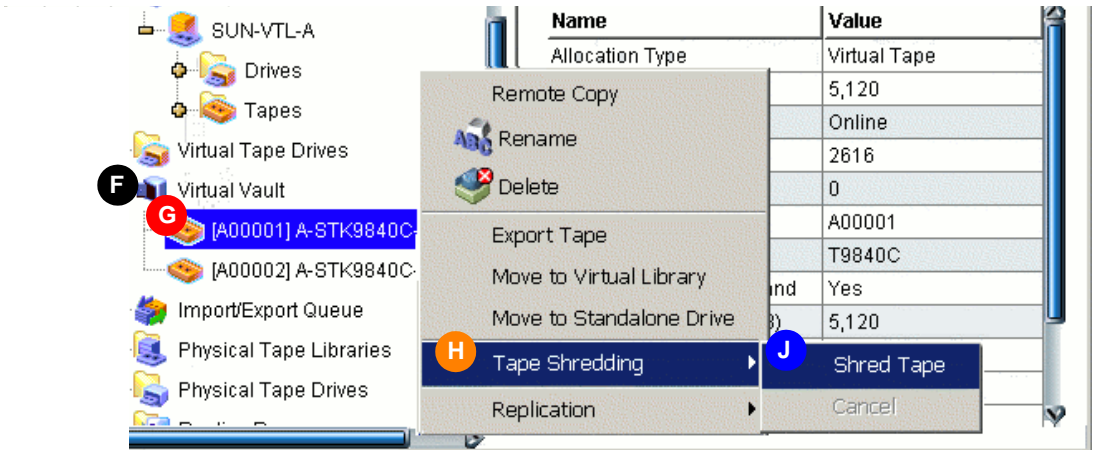 SUN-VTL-A
Drives
Tapes
Virtual Tape Drives
F Virtual Vault
G [A00001] A-STK9840C-
[A00002] A-STK9840C-
Import/Export Queue
Physical Tape Libraries
Physical Tape Drives
Name Value
Allocation Type Virtual Tape
5,120
Online
2616
0
A00001
T9840C
Yes
5,120
Remote Copy
ABC Rename
Delete
Export Tape
Move to Virtual Library
Move to Standalone Drive
H Tape Shredding
Replication
J Shred Tape
Cancel